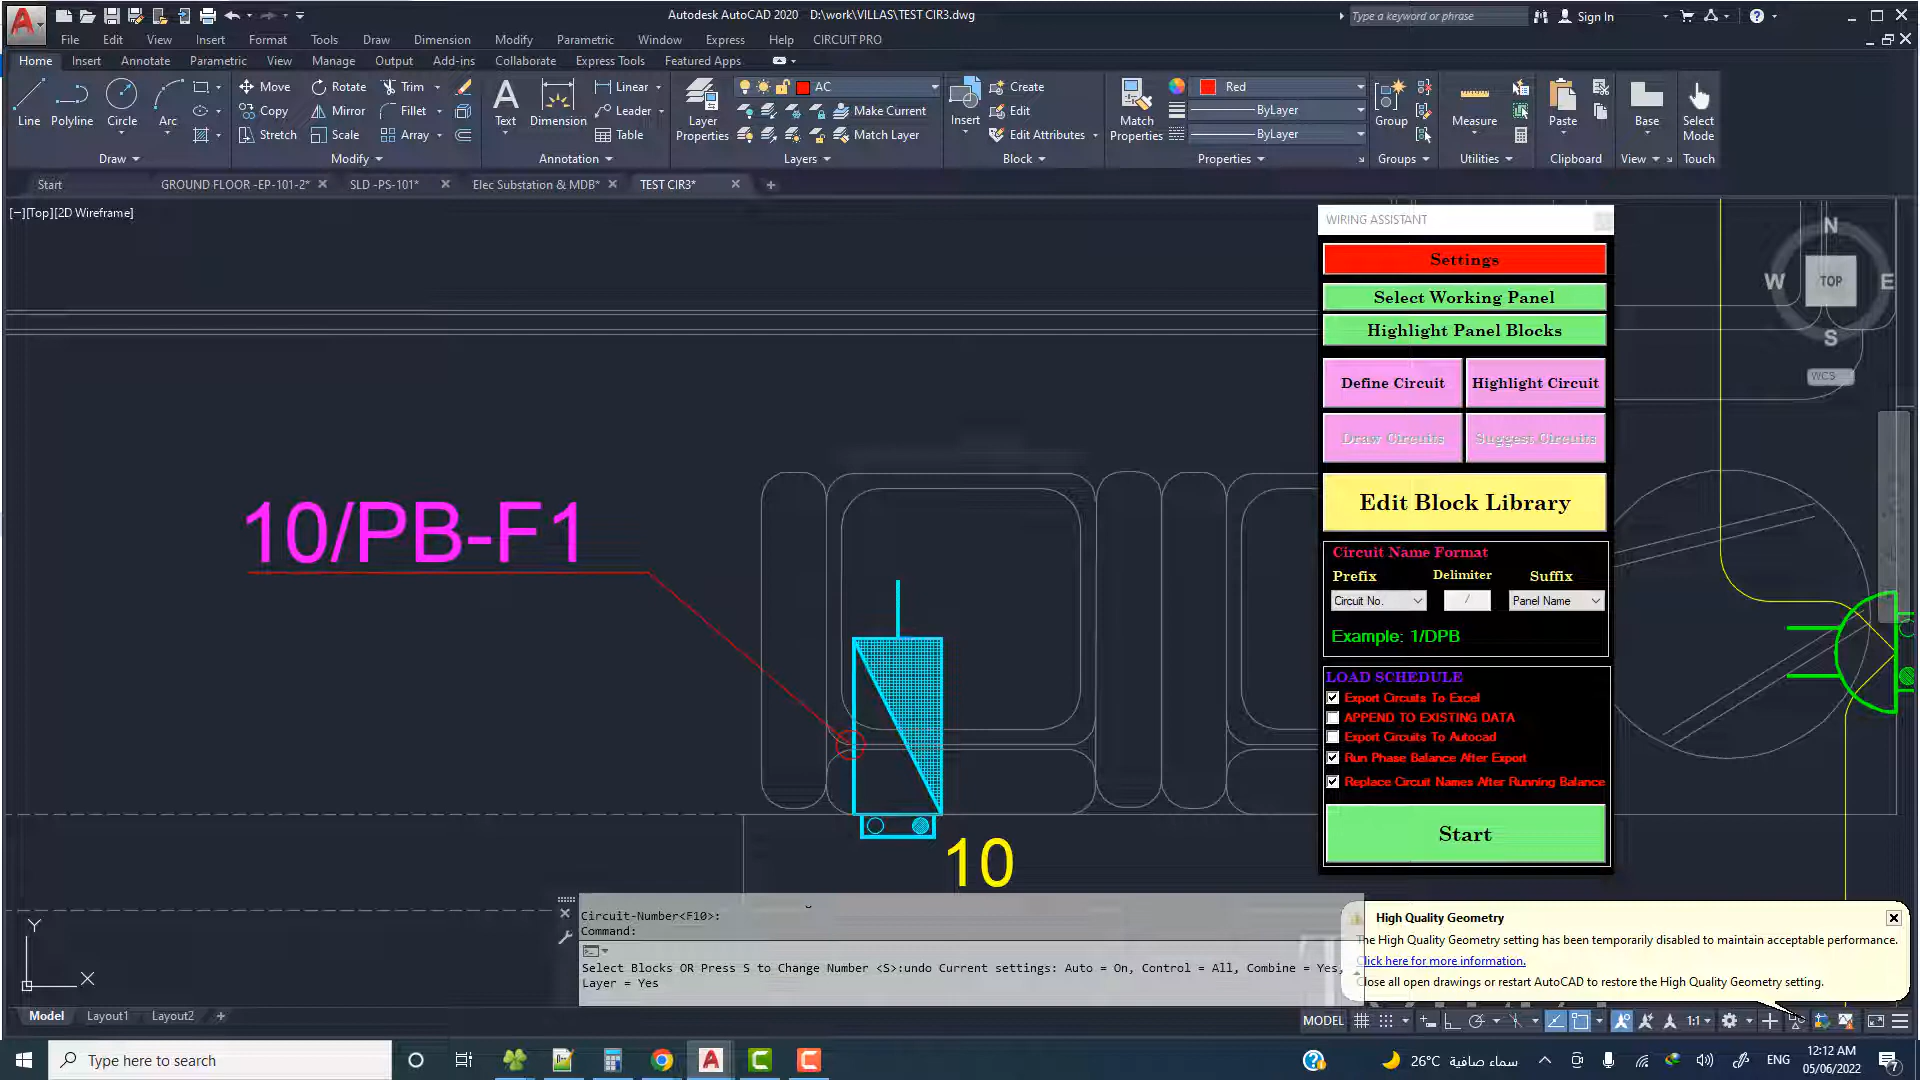 Autodesk AutoCAD 2020   D:\work\VILLAS\TEST CIR3.dwg
Type a keyword or phrase
Sign In
File Edit View Insert Format Tools Draw Dimension Modify Parametric Window Express Help CIRCUIT PRO
Home Insert Annotate Parametric View Manage Output Add-ins Collaborate Express Tools Featured Apps
Line Polyline Circle Arc
Move Rotate Trim
Copy Mirror Fillet
Stretch Scale Array
Text Dimension
Linear
Leader
Table
Layer Properties
AC
Make Current
Match Layer
Insert
Create
Edit
Edit Attributes
Match Properties
Red
ByLayer
ByLayer
Group
Measure
Paste
Base
Select Mode
Draw Modify Annotation Layers Block Properties Groups Utilities Clipboard View Touch
Start
GROUND FLOOR -EP-101-2*
SLD -PS-101*
Elec Substation & MDB*
TEST CIR3*
[−][Top][2D Wireframe]
N
W TOP E
S
WCS
WIRING ASSISTANT
Settings
Select Working Panel
Highlight Panel Blocks
Define Circuit
Highlight Circuit
Draw Circuits
Suggest Circuits
Edit Block Library
Circuit Name Format
Prefix Delimiter Suffix
Circuit No. / Panel Name
Example: 1/DPB
LOAD SCHEDULE
Export Circuits To Excel
APPEND TO EXISTING DATA
Export Circuits To Autocad
Run Phase Balance After Export
Replace Circuit Names After Running Balance
Start
10/PB-F1
10
Y
X
Circuit-Number<F10>:
Command:
Select Blocks OR Press S to Change Number <S>:undo Current settings: Auto = On, Control = All, Combine = Yes,
Layer = Yes
High Quality Geometry
The High Quality Geometry setting has been temporarily disabled to maintain acceptable performance.
Click here for more information.
Close all open drawings or restart AutoCAD to restore the High Quality Geometry setting.
Model Layout1 Layout2
MODEL
1:1
Type here to search
26°C سماء صافية
ENG
12:12 AM
05/06/2022
7